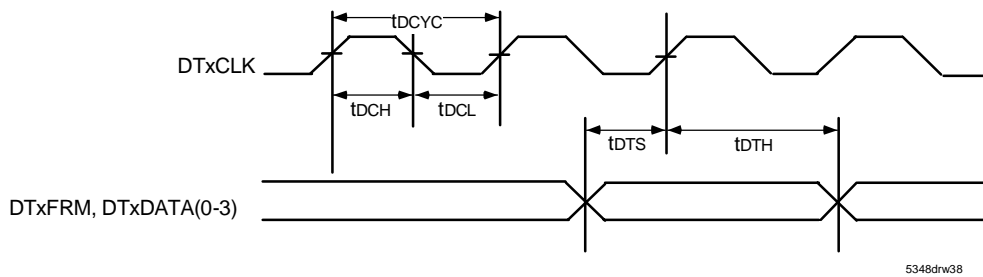 tDCYC
DTxCLK
tDCH
tDCL
tDTS
tDTH
DTxFRM, DTxDATA(0-3)
5348drw38